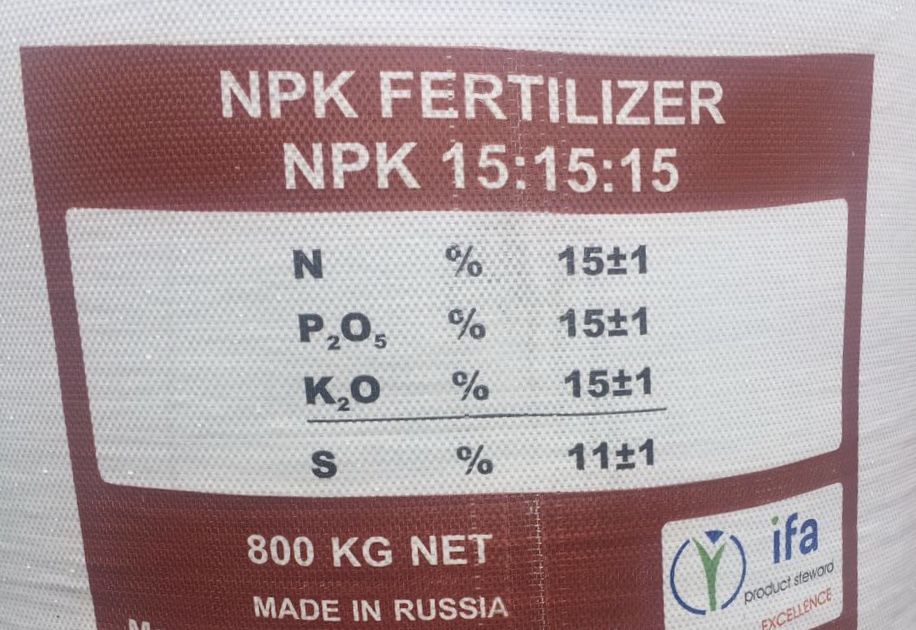 NPK FERTILIZER
NPK 15:15:15
N % 15±1
P₂O₅ % 15±1
K₂O % 15±1
S % 11±1
800 KG NET
MADE IN RUSSIA
ifa
product steward
EXCELLENCE